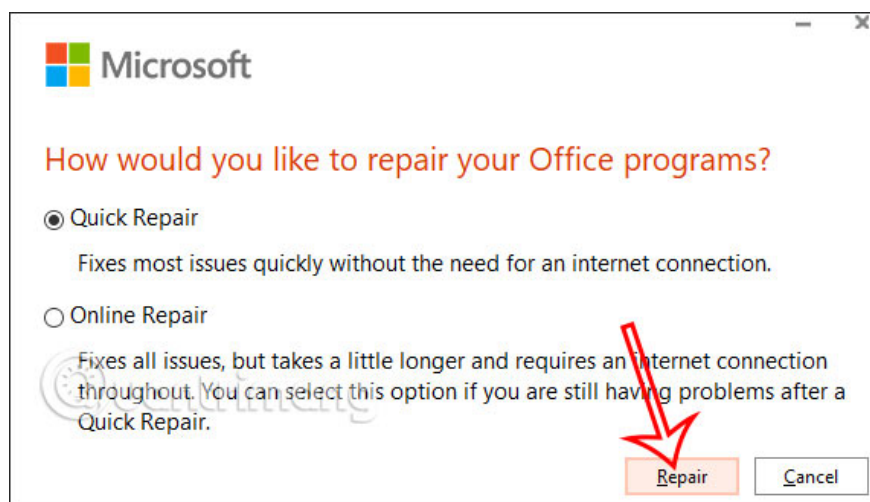 Microsoft
How would you like to repair your Office programs?
Quick Repair
Fixes most issues quickly without the need for an internet connection.
Online Repair
Fixes all issues, but takes a little longer and requires an internet connection
throughout. You can select this option if you are still having problems after a
Quick Repair.
Quantrimang
Repair
Cancel